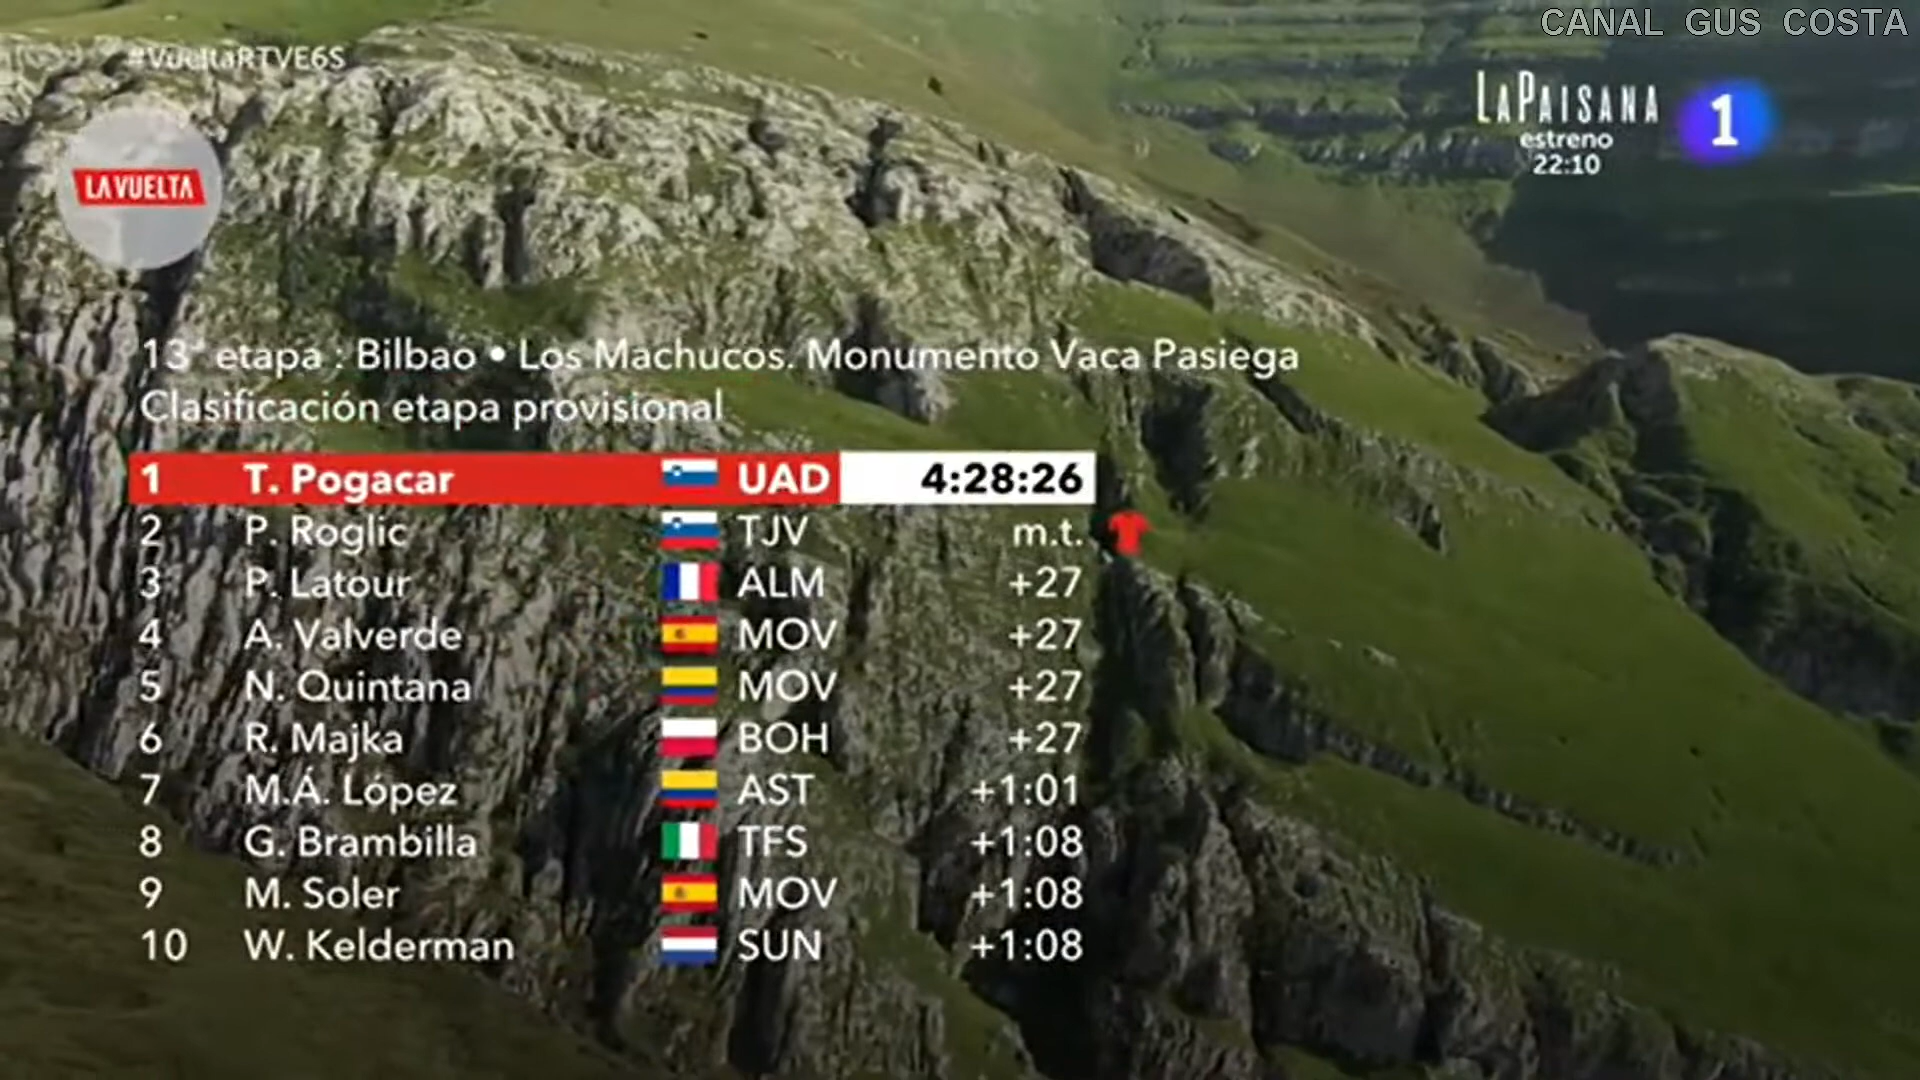 CANAL GUS COSTA
#VueltaRTVE6S
LA PAISANA
estreno
22:10
1
LA VUELTA
13ª etapa : Bilbao • Los Machucos. Monumento Vaca Pasiega
Clasificación etapa provisional
1 T. Pogacar UAD 4:28:26
2 P. Roglic TJV m.t.
3 P. Latour ALM +27
4 A. Valverde MOV +27
5 N. Quintana MOV +27
6 R. Majka BOH +27
7 M.Á. López AST +1:01
8 G. Brambilla TFS +1:08
9 M. Soler MOV +1:08
10 W. Kelderman SUN +1:08